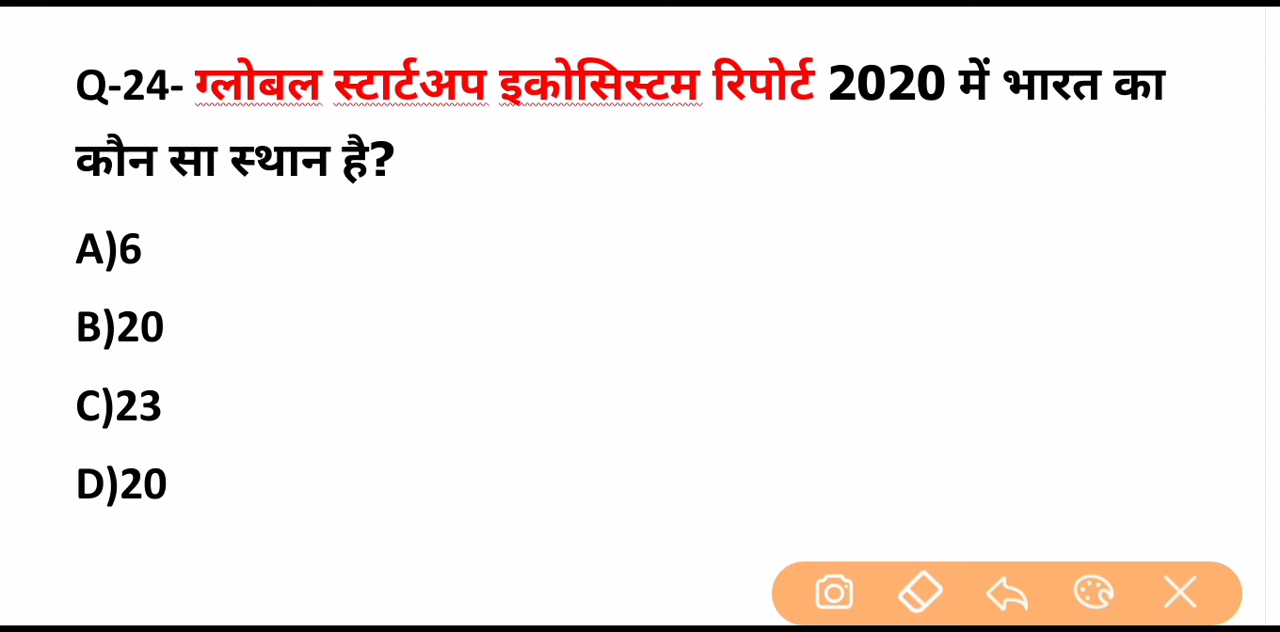 Q-24- ग्लोबल स्टार्टअप इकोसिस्टम रिपोर्ट 2020 में भारत का
कौन सा स्थान है?
A)6
B)20
C)23
D)20